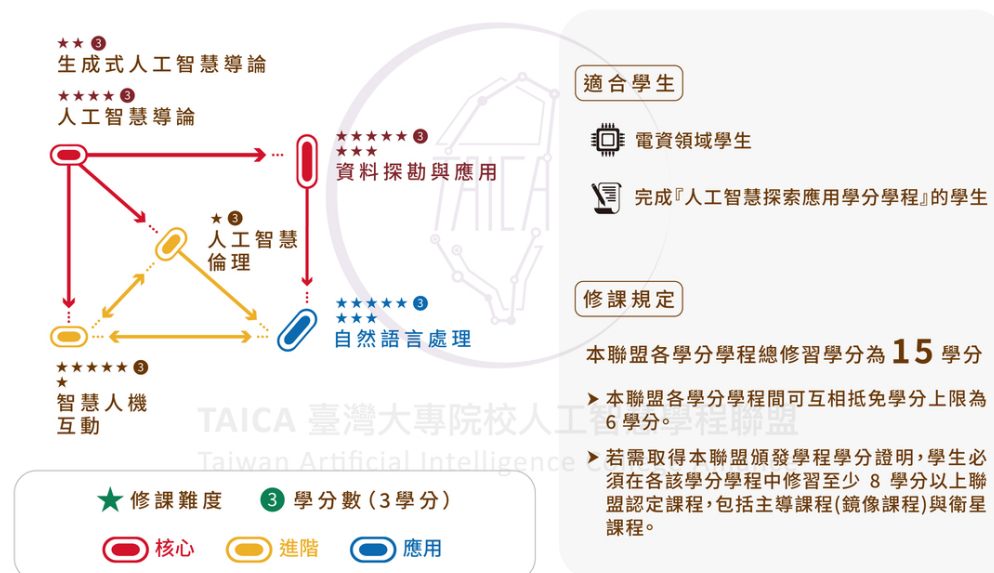 ★★ 3
生成式人工智慧導論
★★★★ 3
人工智慧導論
★★★★★ 3
★★★
資料探勘與應用
★ 3
人工智慧
倫理
★★★★★ 3
★★★
自然語言處理
★★★★★ 3
★
智慧人機
互動
★ 修課難度 3 學分數(3學分)
核心 進階 應用
適合學生
電資領域學生
完成『人工智慧探索應用學分學程』的學生
修課規定
本聯盟各學分學程總修習學分為 15 學分
➤ 本聯盟各學分學程間可互相抵免學分上限為
6 學分。
➤ 若需取得本聯盟頒發學程學分證明,學生必
須在各該學分學程中修習至少 8 學分以上聯
盟認定課程,包括主導課程(鏡像課程)與衛星
課程。
TAICA
TAICA 臺灣大專院校人工智慧學程聯盟
Taiwan Artificial Intelligence